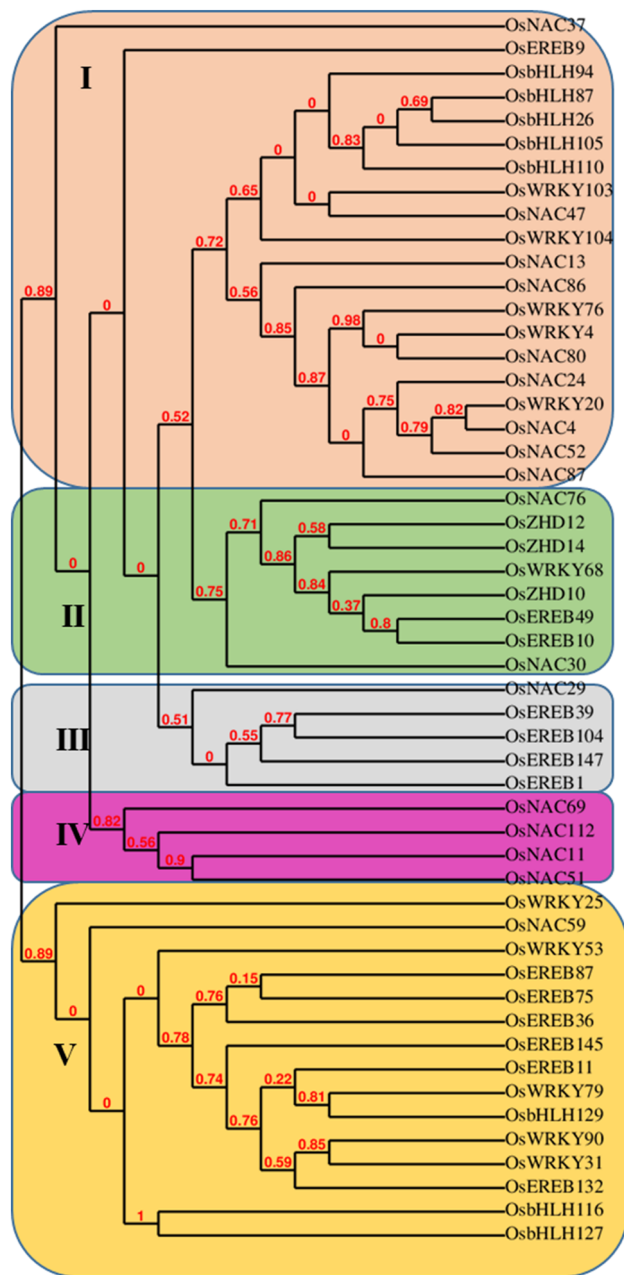 OsNAC37
OsEREB9
I
OsbHLH94
0
0.69
OsbHLH87
0
OsbHLH26
0.83
OsbHLH105
0
OsbHLH110
0.65
0
OsWRKY103
OsNAC47
0.72
OsWRKY104
OsNAC13
0.89
0.56
OsNAC86
0
0.85
0.98
OsWRKY76
0
OsWRKY4
OsNAC80
0.87
OsNAC24
0.75
0.82
OsWRKY20
0.52
0.79
OsNAC4
0
OsNAC52
OsNAC87
OsNAC76
0.71
0.58
OsZHD12
0.86
OsZHD14
0
0
0.84
OsWRKY68
0.75
0.37
OsZHD10
II
0.8
OsEREB49
OsEREB10
OsNAC30
OsNAC29
0.51
0.77
OsEREB39
III
0.55
OsEREB104
0
OsEREB147
OsEREB1
OsNAC69
IV
0.82
OsNAC112
0.56
0.9
OsNAC11
OsNAC51
OsWRKY25
OsNAC59
0.89
OsWRKY53
0.15
OsEREB87
0
0.76
OsEREB75
0
OsEREB36
V
0.78
OsEREB145
0.74
0.22
OsEREB11
0.81
OsWRKY79
0
0.76
OsbHLH129
0.85
OsWRKY90
0.59
OsWRKY31
OsEREB132
1
OsbHLH116
OsbHLH127